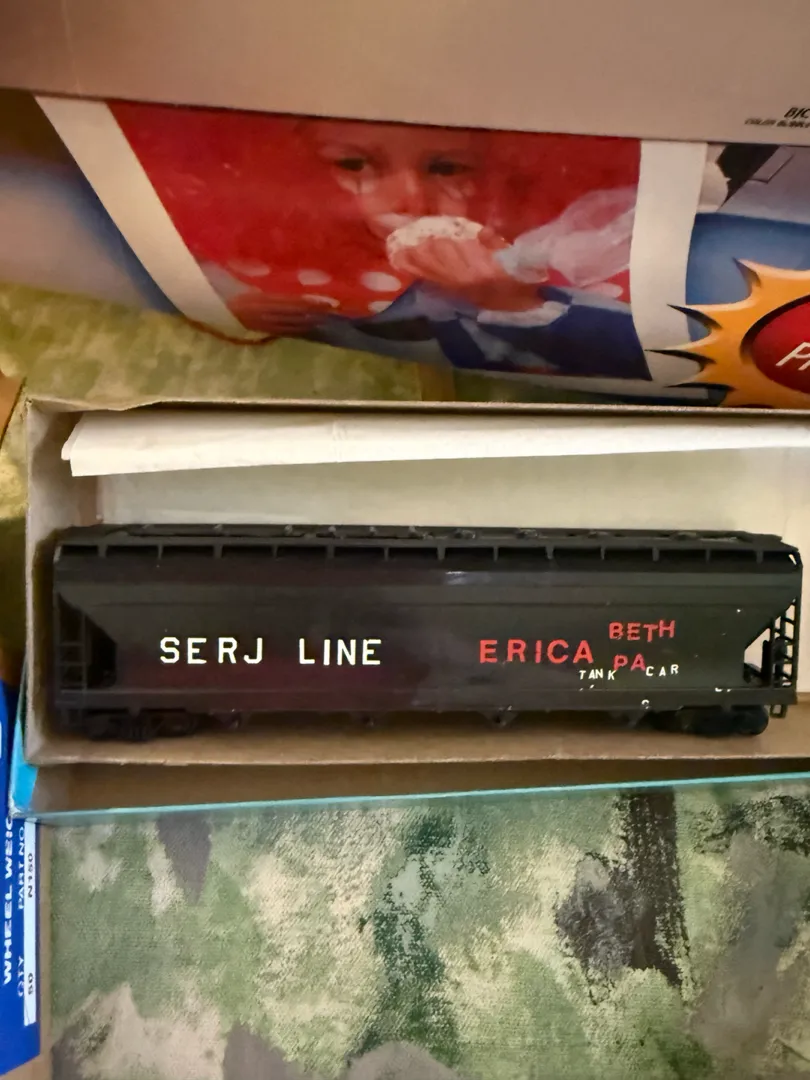 SERJ LINE
ERICA BETH
PA
TANK CAR
WHEEL WEIG
QTY PART NO
50 N150